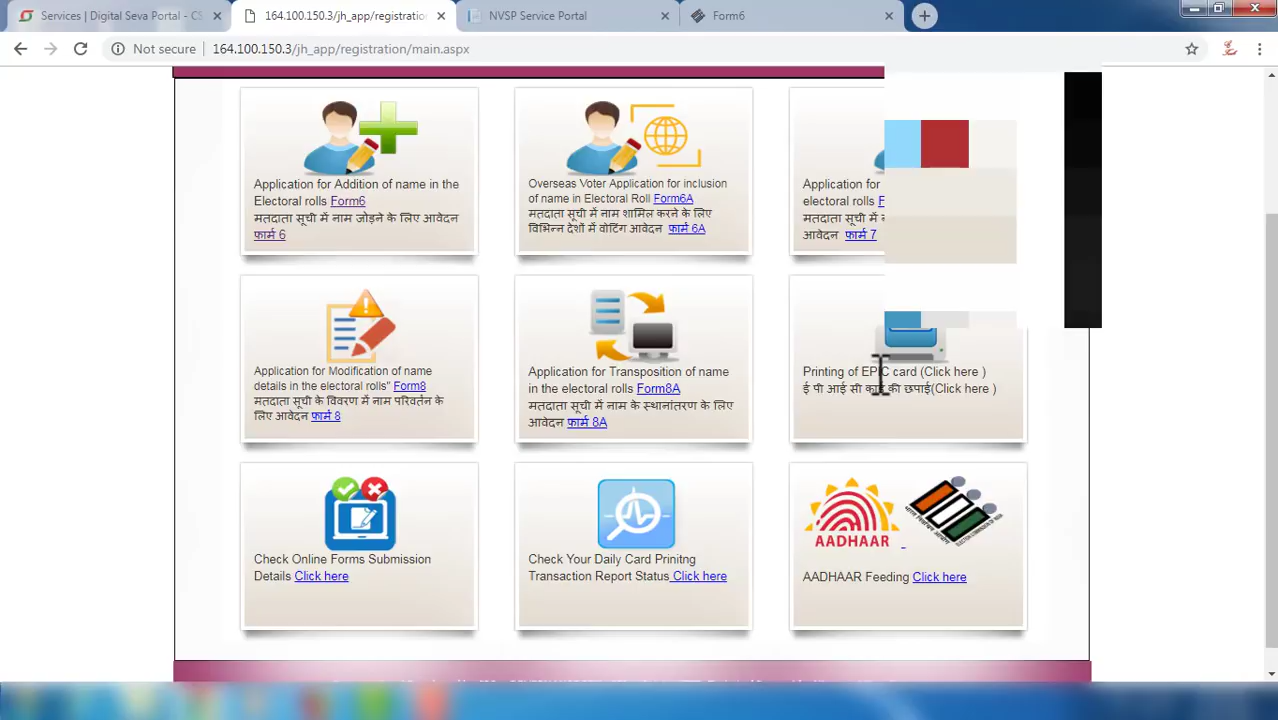 Services | Digital Seva Portal - CS
164.100.150.3/jh_app/registratio
NVSP Service Portal
Form6
Not secure
164.100.150.3/jh_app/registration/main.aspx
Application for Addition of name in the
Electoral rolls Form6
मतदाता सूची में नाम जोड़ने के लिए आवेदन
फार्म 6
Overseas Voter Application for inclusion
of name in Electoral Roll Form6A
मतदाता सूची में नाम शामिल करने के लिए
विभिन्न देशों में वोटिंग आवेदन फार्म 6A
Application for
electoral rolls
मतदाता सूची में
आवेदन फार्म 7
Application for Modification of name
details in the electoral rolls" Form8
मतदाता सूची के विवरण में नाम परिवर्तन के
लिए आवेदन फार्म 8
Application for Transposition of name
in the electoral rolls Form8A
मतदाता सूची में नाम के स्थानांतरण के लिए
आवेदन फार्म 8A
Printing of EPIC card (Click here )
ई पी आई सी कार्ड की छपाई(Click here )
Check Online Forms Submission
Details Click here
Check Your Daily Card Prinitng
Transaction Report Status Click here
AADHAAR
AADHAAR Feeding Click here